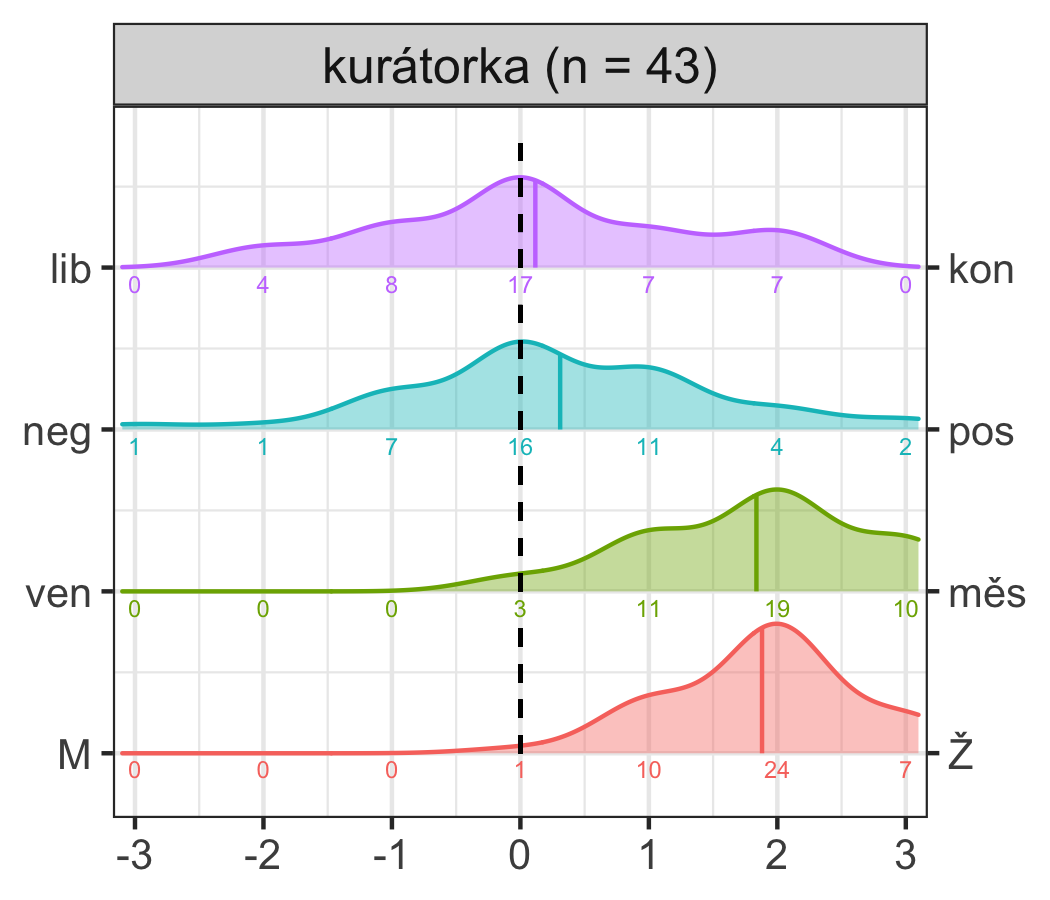 kurátorka (n = 43)
lib kon
0 4 8 17 7 7 0
neg pos
1 1 7 16 11 4 2
ven měs
0 0 0 3 11 19 10
M Ž
0 0 0 1 10 24 7
-3 -2 -1 0 1 2 3